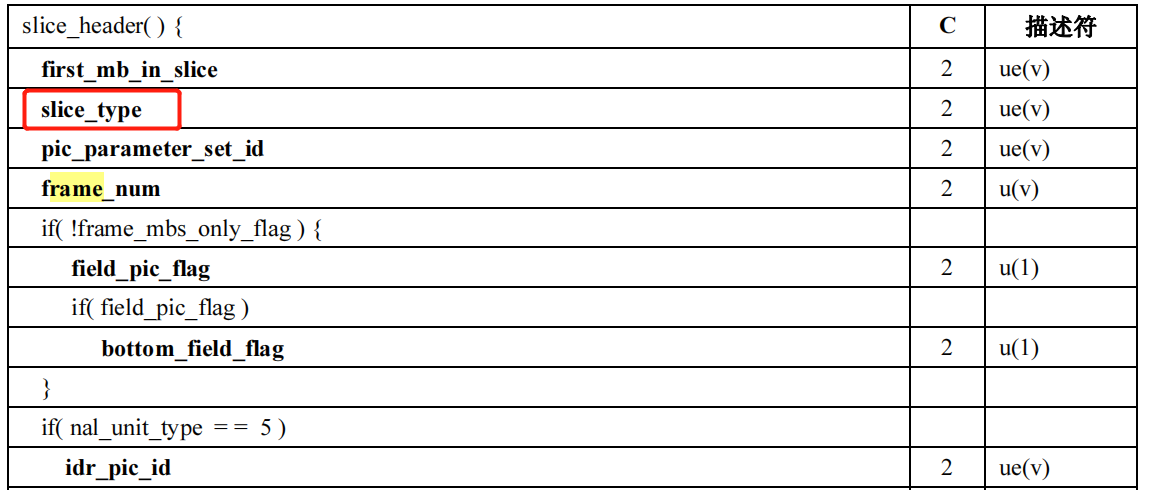 slice_header( ) { C 描述符
first_mb_in_slice 2 ue(v)
slice_type 2 ue(v)
pic_parameter_set_id 2 ue(v)
frame_num 2 u(v)
if( !frame_mbs_only_flag ) {
field_pic_flag 2 u(1)
if( field_pic_flag )
bottom_field_flag 2 u(1)
}
if( nal_unit_type = = 5 )
idr_pic_id 2 ue(v)